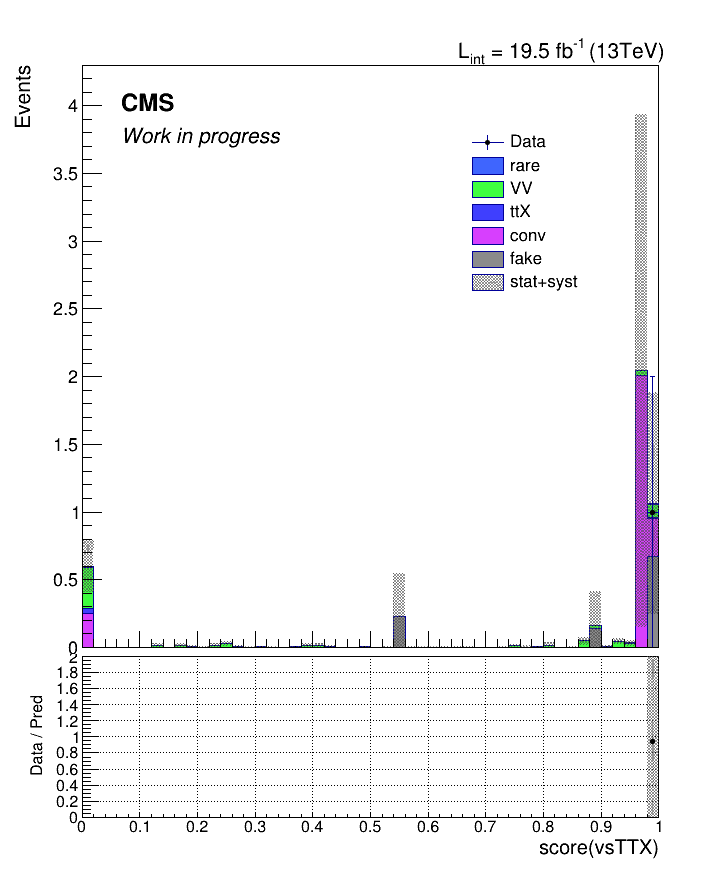 L_int = 19.5 fb^-1 (13TeV)
Events
CMS
Work in progress
Data
rare
VV
ttX
conv
fake
stat+syst
4
3.5
3
2.5
2
1.5
1
0.5
0
Data / Pred
2
1.8
1.6
1.4
1.2
1
0.8
0.6
0.4
0.2
0
0 0.1 0.2 0.3 0.4 0.5 0.6 0.7 0.8 0.9 1
score(vsTTX)